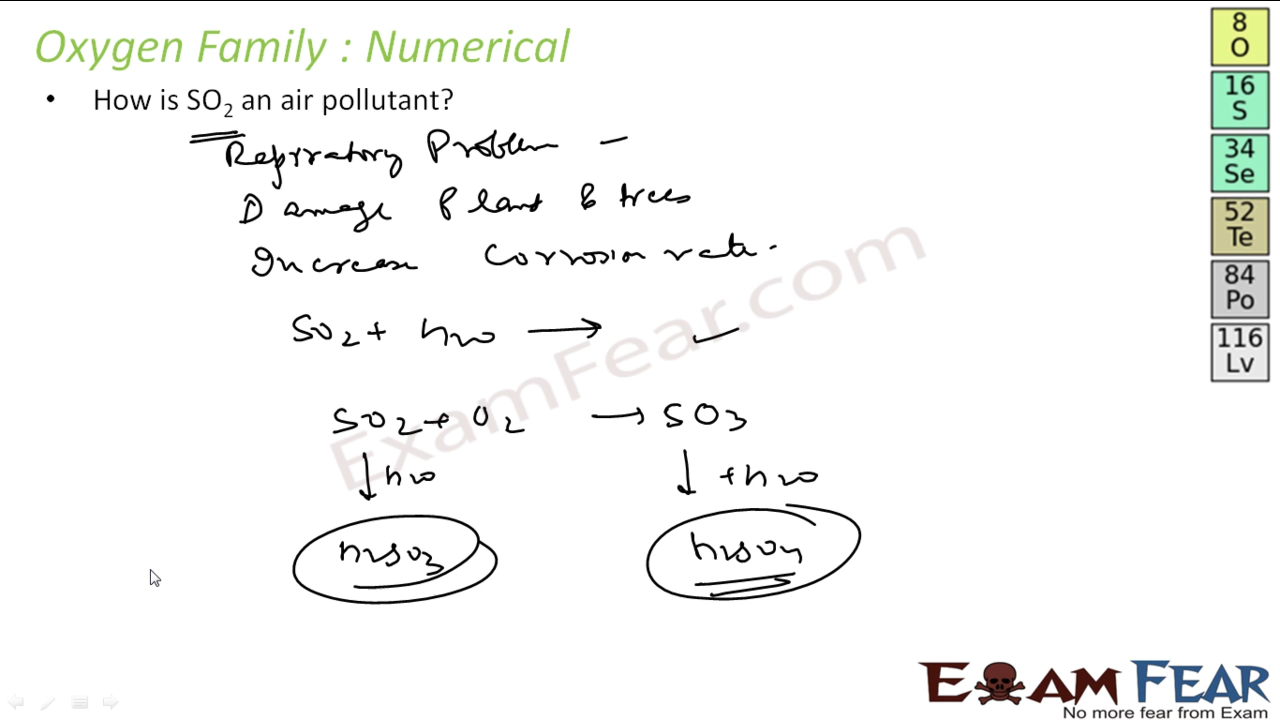 Oxygen Family : Numerical
8
O
16
S
34
Se
52
Te
84
Po
116
Lv
• How is SO2 an air pollutant?
Repiratory Problem -
Damage Plant & trees
Increase Corrosion rate.
SO2 + h2o →
SO2 + O2 → SO3
↓ h2o ↓ + h2o
h2so3 h2so4
ExamFear.com
EXAM FEAR
No more fear from Exam